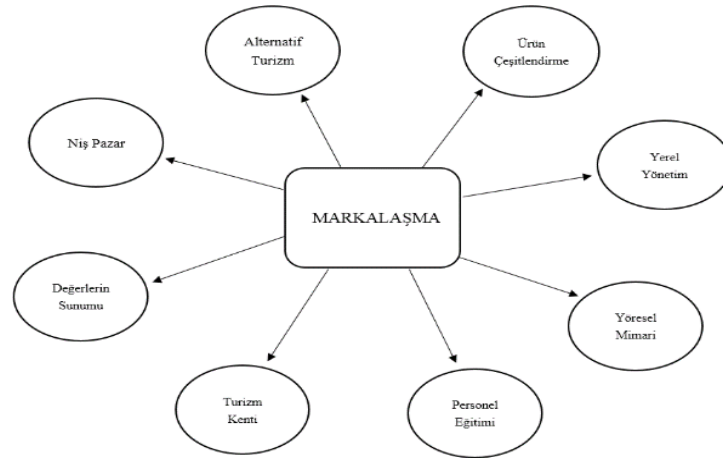 Alternatif
Turizm
Ürün
Çeşitlendirme
Niş Pazar
Yerel
Yönetim
MARKALAŞMA
Değerlerin
Sunumu
Yöresel
Mimari
Turizm
Kenti
Personel
Eğitimi